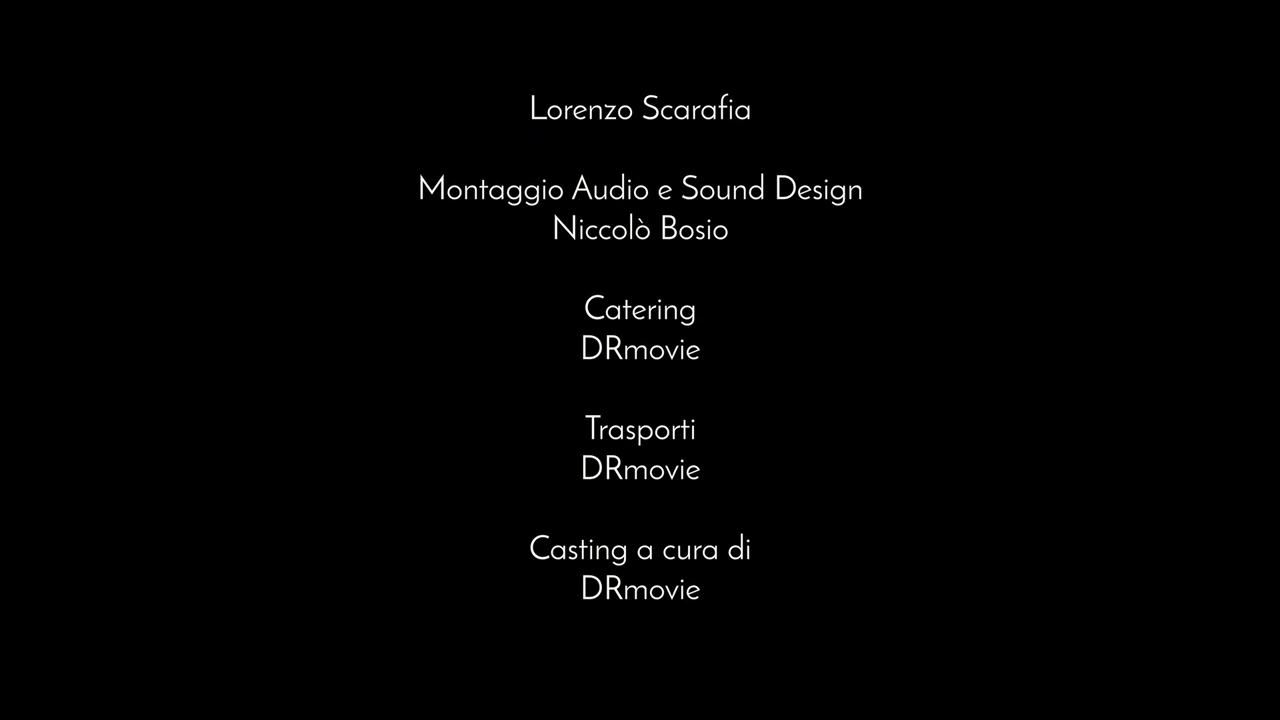 Lorenzo Scarafia
Montaggio Audio e Sound Design
Niccolò Bosio
Catering
DRmovie
Trasporti
DRmovie
Casting a cura di
DRmovie